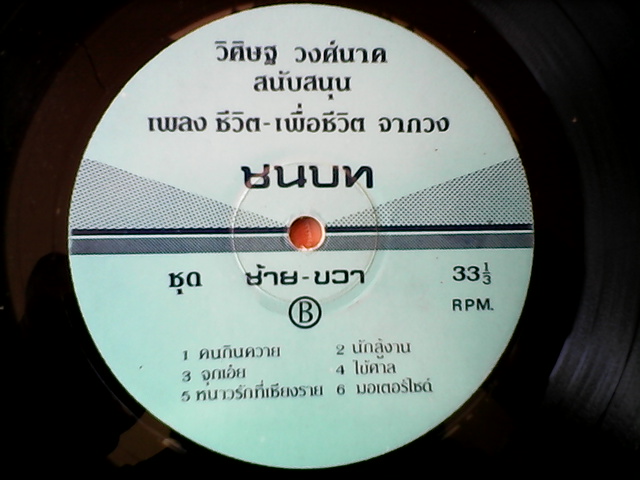 วิศิษฐ วงศ์นาค
สนับสนุน
เพลง ชีวิต-เพื่อชีวิต จากวง
ชนบท
ชุด ซ้าย-ขวา 33⅓
RPM.
B
1 คนกินควาย 2 นักสู้งาน
3 จุกเอ๋ย 4 ไข้ศาล
5 หนาวรักที่เชียงราย 6 มอเตอร์ไซด์